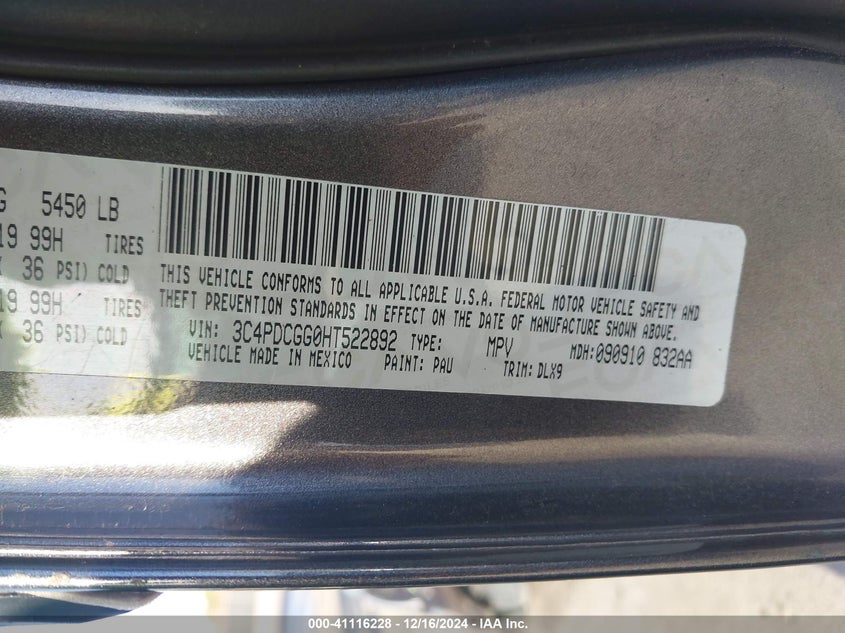 5450 LB
19 99H TIRES
36 PSI) COLD
19 99H TIRES
36 PSI) COLD
THIS VEHICLE CONFORMS TO ALL APPLICABLE U.S.A. FEDERAL MOTOR VEHICLE SAFETY AND
THEFT PREVENTION STANDARDS IN EFFECT ON THE DATE OF MANUFACTURE SHOWN ABOVE.
VIN: 3C4PDCGG0HT522892 TYPE: MPV MDH:090910 832AA
VEHICLE MADE IN MEXICO PAINT: PAU TRIM: DLX9
000-41116228 - 12/16/2024 - IAA Inc.